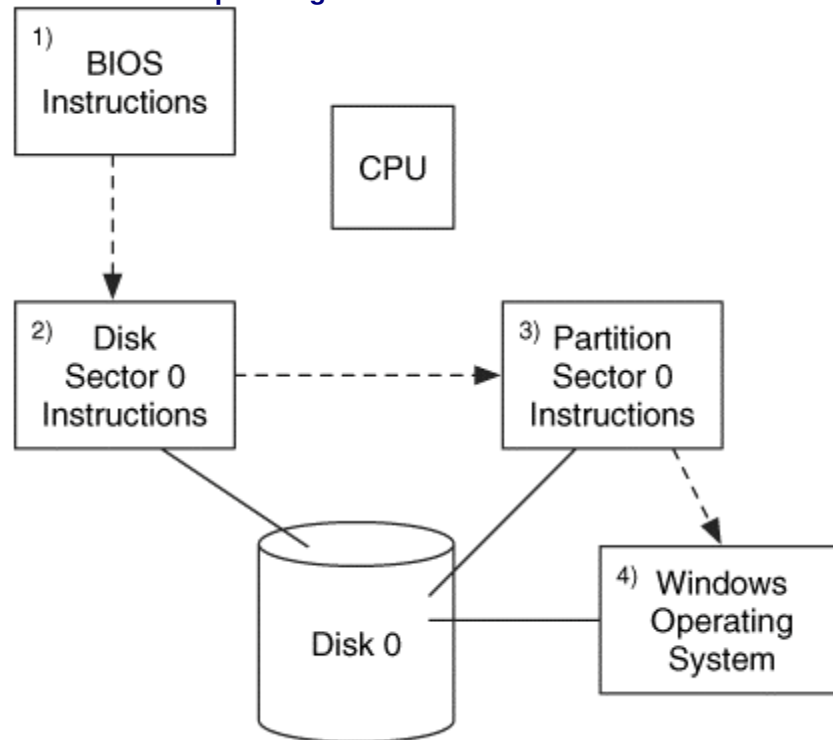 1)
BIOS
Instructions
CPU
2)
Disk
Sector 0
Instructions
3)
Partition
Sector 0
Instructions
4)
Windows
Operating
System
Disk 0